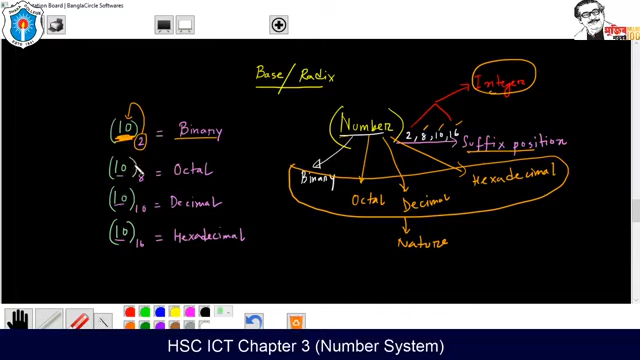 Presentation Board | BanglaCircle Softwares
Base/Radix
(10)2 = Binary
(10)8 = Octal
(10)10 = Decimal
(10)16 = Hexadecimal
Integer
(Number) 2, 8, 10, 16
Suffix position
Binary
Octal
Decimal
Hexadecimal
Nature
HSC ICT Chapter 3 (Number System)